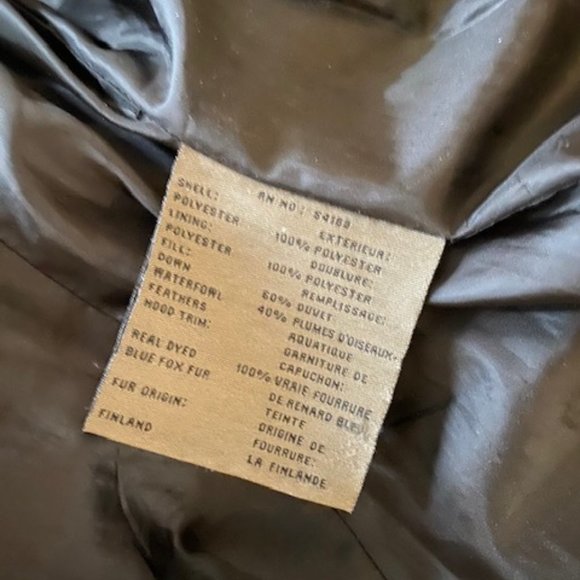 SHELL: RN NO: 54163
POLYESTER EXTERIEUR:
LINING: 100% POLYESTER
POLYESTER DOUBLURE:
FILL: 100% POLYESTER
DOWN REMPLISSAGE:
WATERFOWL 60% DUVET
FEATHERS 40% PLUMES D'OISEAUX-
HOOD TRIM: AQUATIQUE
GARNITURE DE
REAL DYED CAPUCHON:
BLUE FOX FUR 100% VRAIE FOURRURE
DE RENARD BLEU
FUR ORIGIN: TEINTE
ORIGINE DE
FINLAND FOURRURE:
LA FINLANDE